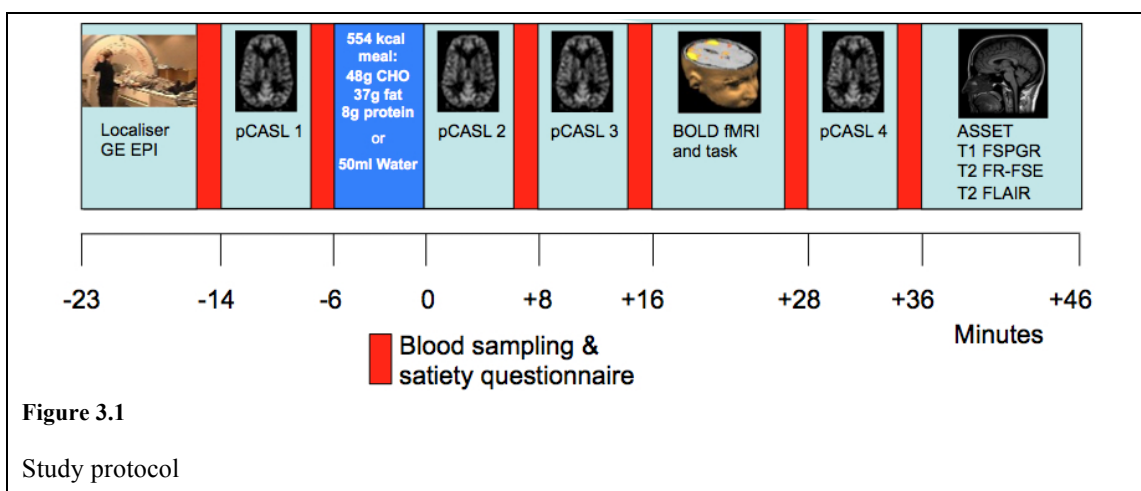 Localiser
GE EPI
pCASL 1
554 kcal
meal:
48g CHO
37g fat
8g protein
or
50ml Water
pCASL 2
pCASL 3
BOLD fMRI
and task
pCASL 4
ASSET
T1 FSPGR
T2 FR-FSE
T2 FLAIR
-23 -14 -6 0 +8 +16 +28 +36 +46
Minutes
Blood sampling &
satiety questionnaire
Figure 3.1
Study protocol